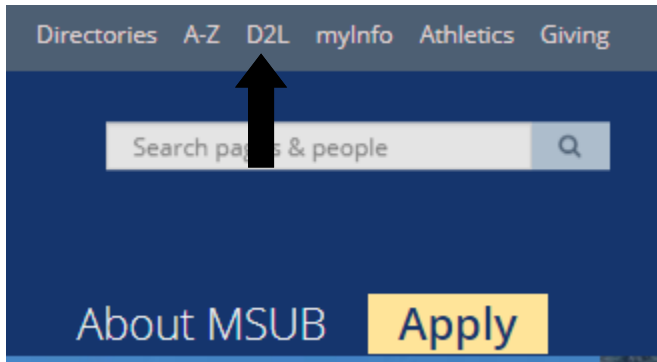 Directories A-Z D2L myInfo Athletics Giving
Search pages & people
About MSUB Apply